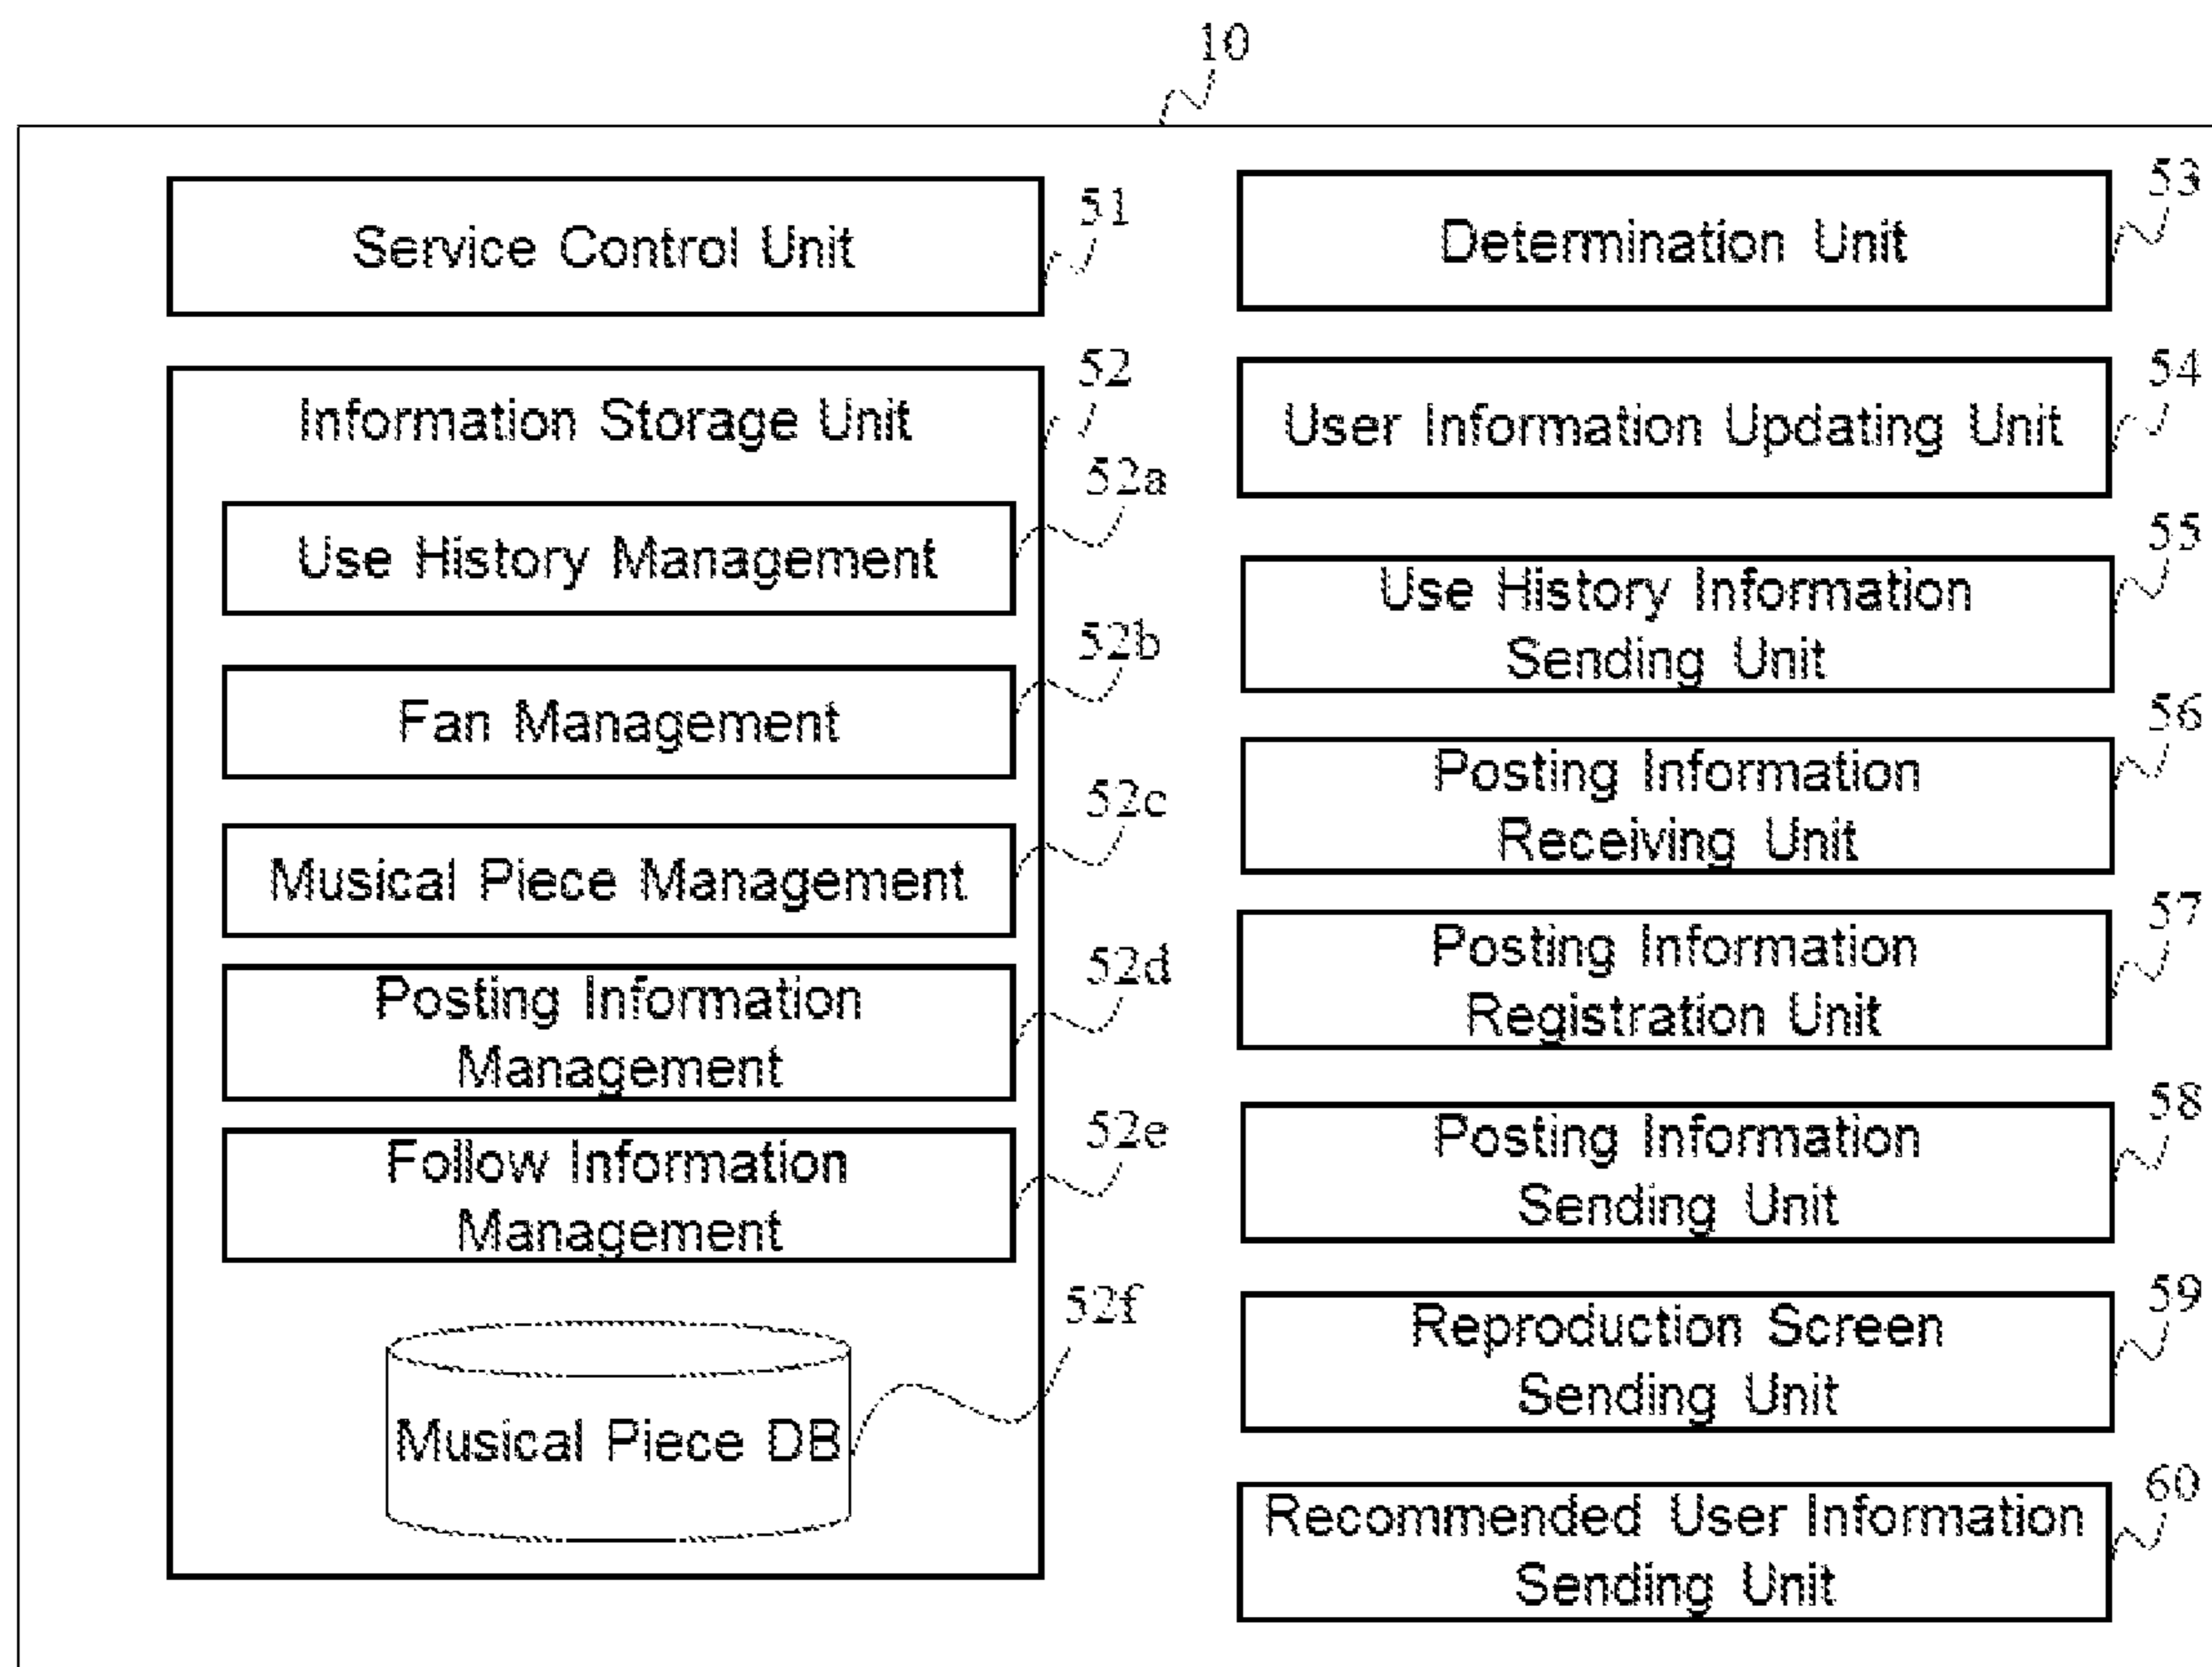 10
Service Control Unit
51
Information Storage Unit
52
Use History Management
52a
Fan Management
52b
Musical Piece Management
52c
Posting Information
Management
52d
Follow Information
Management
52e
Musical Piece DB
52f
Determination Unit
53
User Information Updating Unit
54
Use History Information
Sending Unit
55
Posting Information
Receiving Unit
56
Posting Information
Registration Unit
57
Posting Information
Sending Unit
58
Reproduction Screen
Sending Unit
59
Recommended User Information
Sending Unit
60